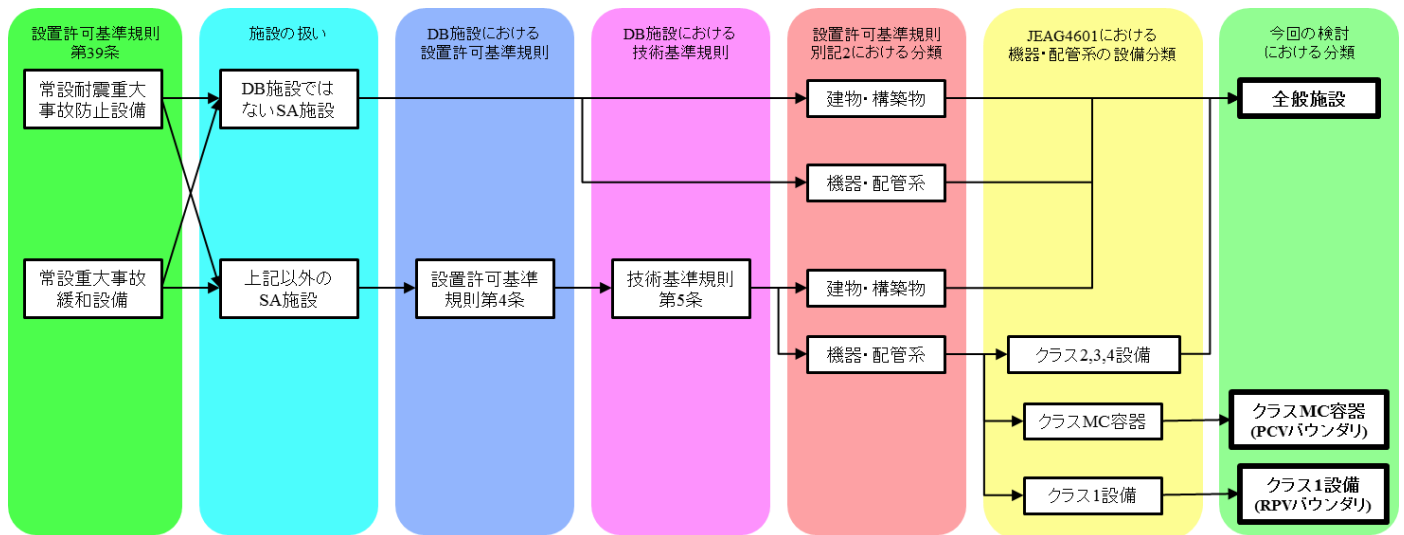 設置許可基準規則
第39条
施設の扱い
DB施設における
設置許可基準規則
DB施設における
技術基準規則
設置許可基準規則
別記2における分類
JEAG4601における
機器・配管系の設備分類
今回の検討
における分類
常設耐震重大
事故防止設備
DB施設では
ないSA施設
建物・構築物
全般施設
機器・配管系
常設重大事故
緩和設備
上記以外の
SA施設
設置許可基準
規則第4条
技術基準規則
第5条
建物・構築物
機器・配管系
クラス2,3,4設備
クラスMC容器
クラスMC容器
(PCVバウンダリ)
クラス1設備
クラス1設備
(RPVバウンダリ)